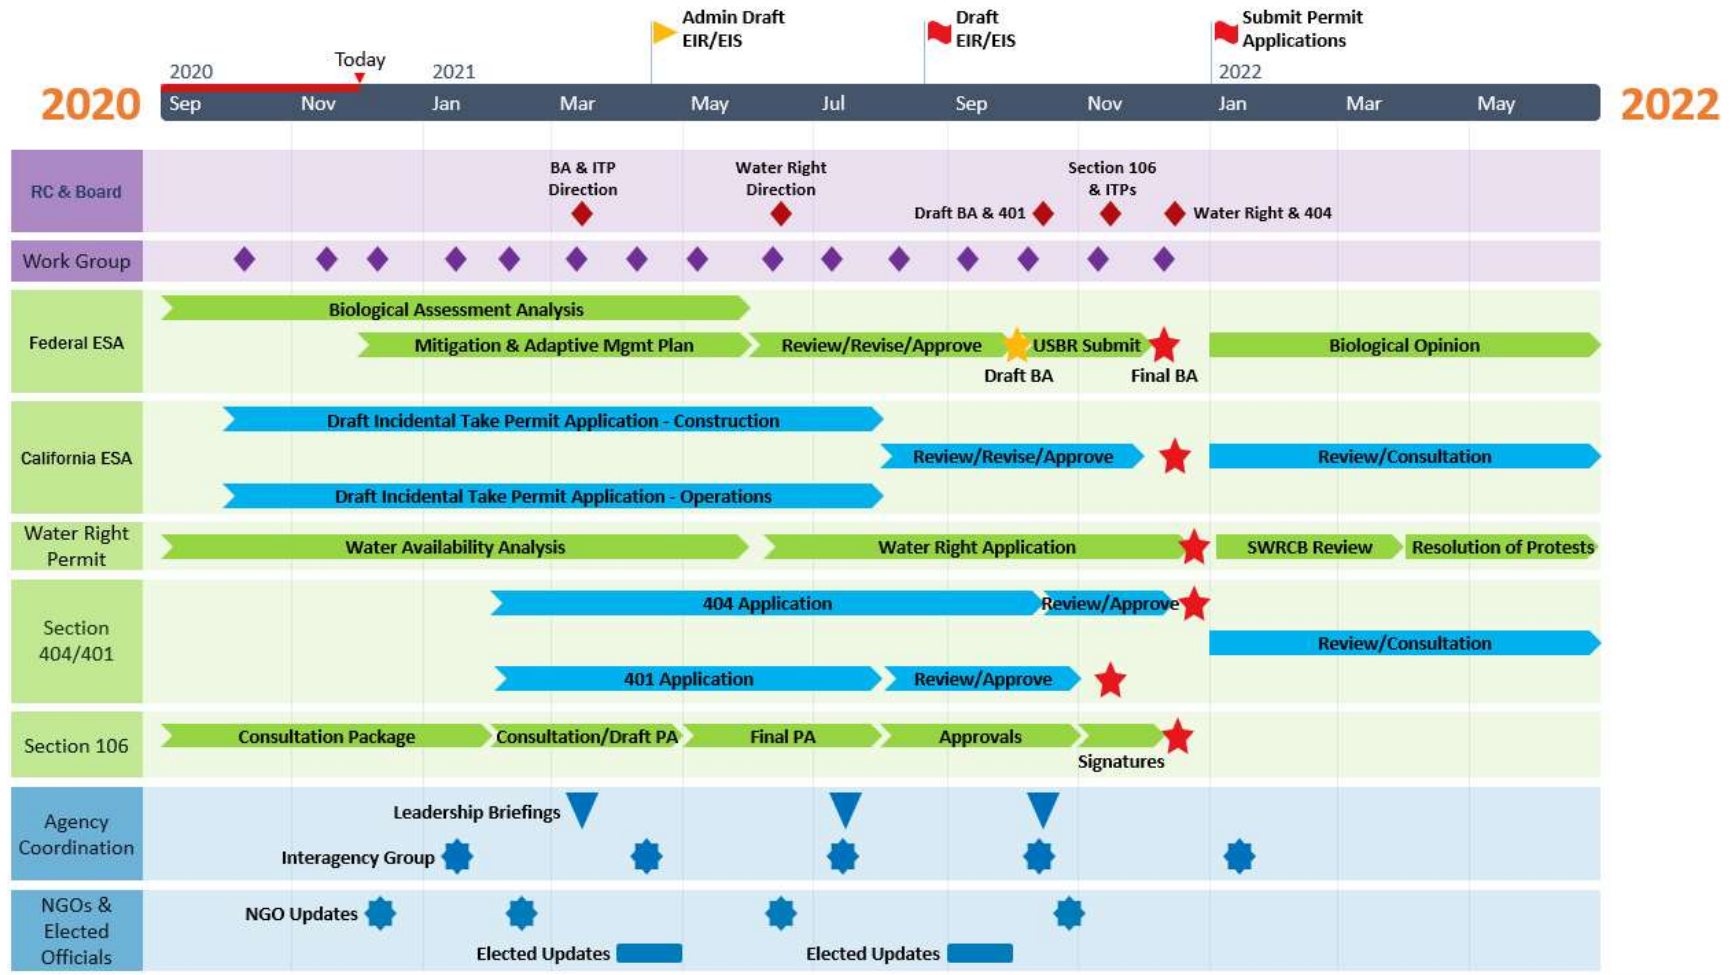 Admin Draft
EIR/EIS
Draft
EIR/EIS
Submit Permit
Applications
Today
2020
2021
2022
2020
Sep
Nov
Jan
Mar
May
Jul
Sep
Nov
Jan
Mar
May
2022
RC & Board
BA & ITP
Direction
Water Right
Direction
Section 106
& ITPs
Draft BA & 401
Water Right & 404
Work Group
Federal ESA
Biological Assessment Analysis
Mitigation & Adaptive Mgmt Plan
Review/Revise/Approve
USBR Submit
Biological Opinion
Draft BA
Final BA
California ESA
Draft Incidental Take Permit Application - Construction
Review/Revise/Approve
Review/Consultation
Draft Incidental Take Permit Application - Operations
Water Right
Permit
Water Availability Analysis
Water Right Application
SWRCB Review
Resolution of Protests
Section
404/401
404 Application
Review/Approve
Review/Consultation
401 Application
Review/Approve
Section 106
Consultation Package
Consultation/Draft PA
Final PA
Approvals
Signatures
Agency
Coordination
Leadership Briefings
Interagency Group
NGOs &
Elected
Officials
NGO Updates
Elected Updates
Elected Updates